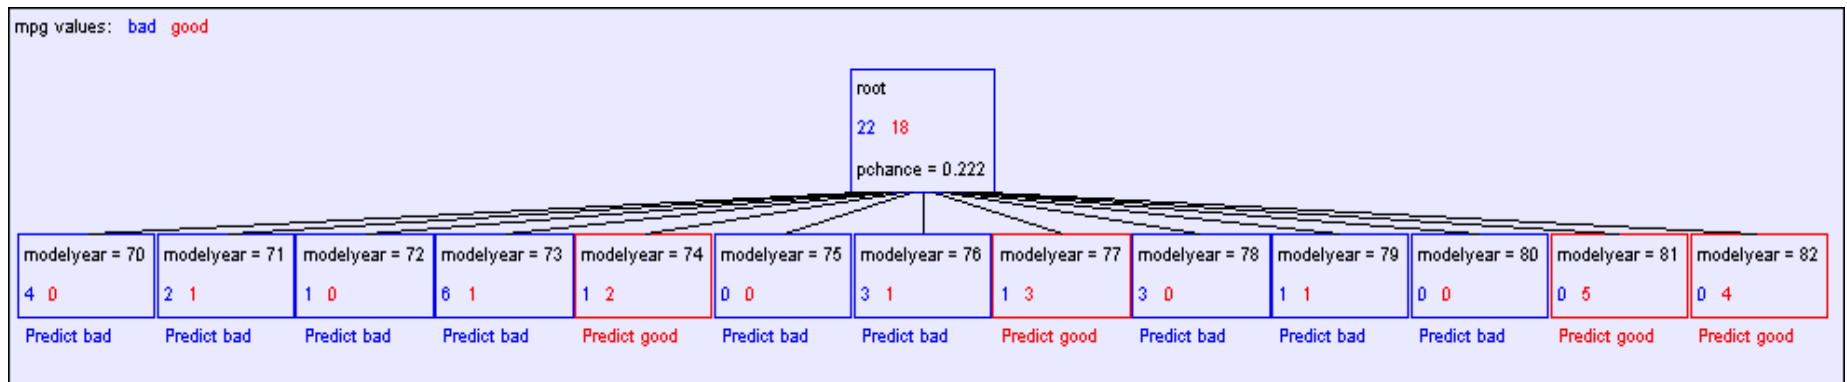 mpg values: bad good
root
22 18
pchance = 0.222
modelyear = 70 modelyear = 71 modelyear = 72 modelyear = 73 modelyear = 74 modelyear = 75 modelyear = 76 modelyear = 77 modelyear = 78 modelyear = 79 modelyear = 80 modelyear = 81 modelyear = 82
4 0 2 1 1 0 6 1 1 2 0 0 3 1 1 3 3 0 1 1 0 0 0 5 0 4
Predict bad Predict bad Predict bad Predict bad Predict good Predict bad Predict bad Predict good Predict bad Predict bad Predict bad Predict good Predict good